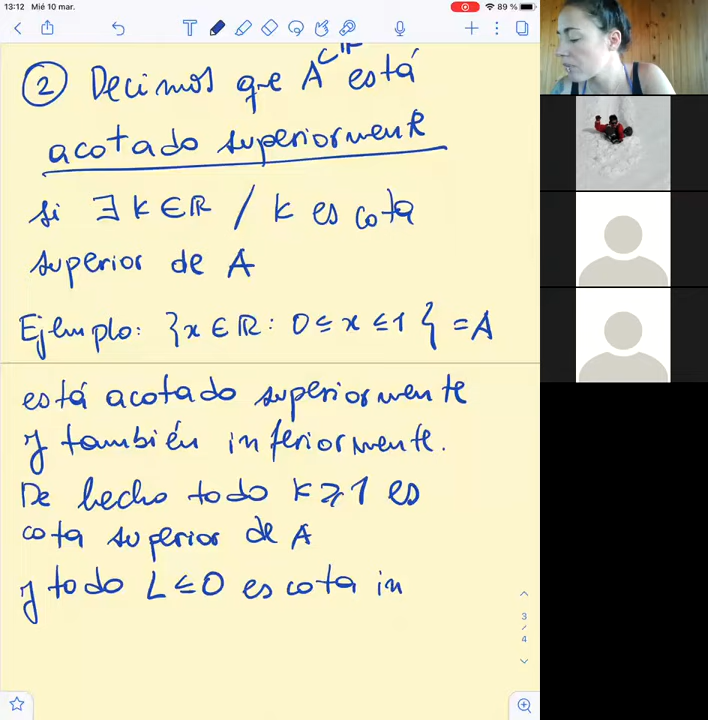 13:12 Mié 10 mar.
89 %
② Decimos que A⊂ℝ está
acotado superiormente
si ∃ k ∈ ℝ / k es cota
superior de A
Ejemplo: {x ∈ ℝ : 0 ≤ x ≤ 1} = A
está acotado superiormente
y también inferiormente.
De hecho todo k ⩾ 1 es
cota superior de A
y todo L ≤ 0 es cota in
3
/
4